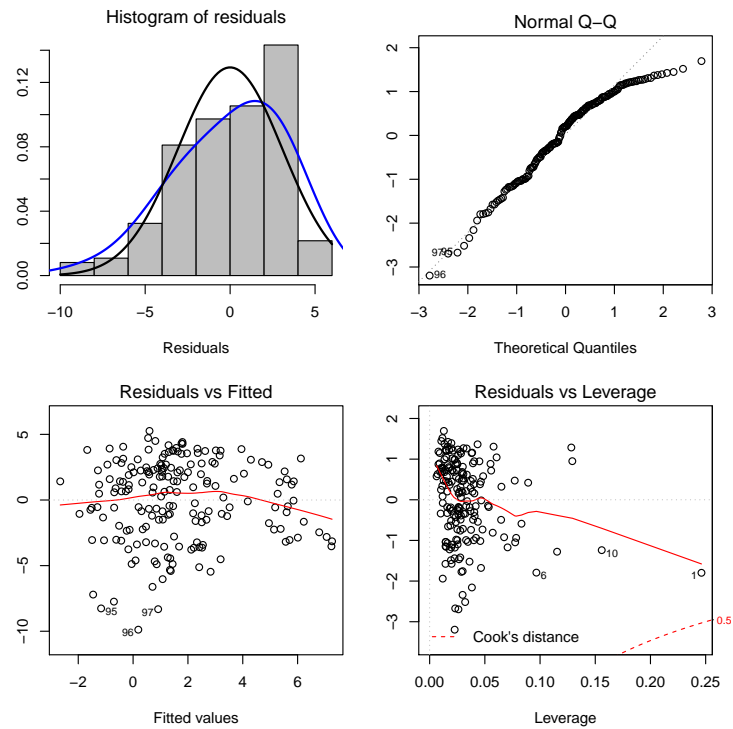 Histogram of residuals
0.00 0.04 0.08 0.12
−10 −5 0 5
Residuals
Normal Q−Q
−3 −2 −1 0 1 2
97 95
96
−3 −2 −1 0 1 2 3
Theoretical Quantiles
Residuals vs Fitted
−10 −5 0 5
95
97
96
−2 0 2 4 6
Fitted values
Residuals vs Leverage
−3 −2 −1 0 1 2
10
6
1
0.5
Cook's distance
0.00 0.05 0.10 0.15 0.20 0.25
Leverage